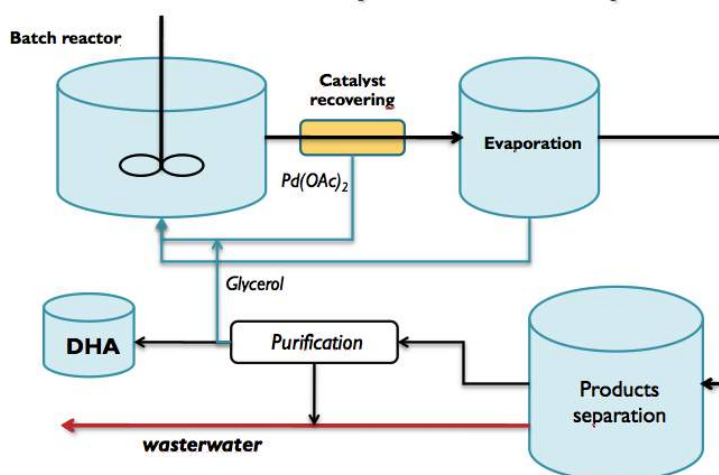 Batch reactor
Catalyst
recovering
Evaporation
Pd(OAc)2
Glycerol
DHA
Purification
Products
separation
wasterwater